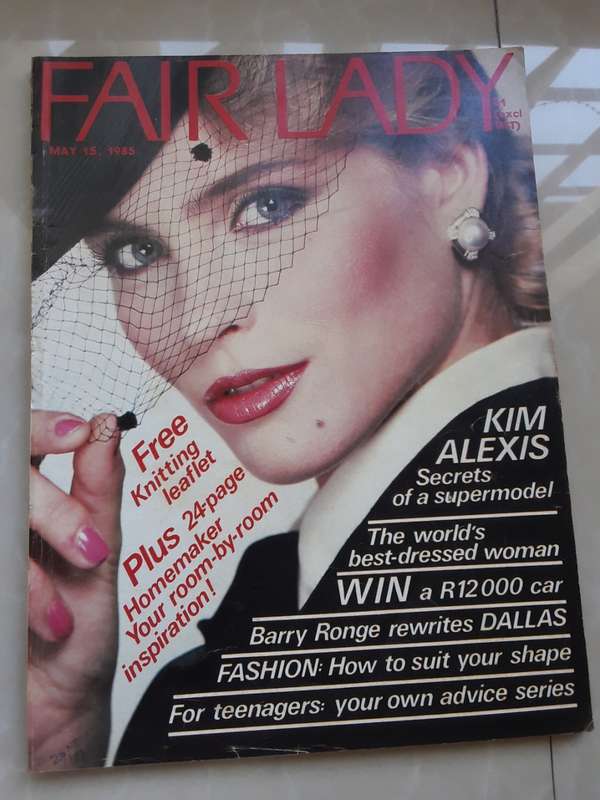 FAIR LADY
MAY 15, 1985
Free
Knitting
leaflet
Plus 24-page
Homemaker
Your room-by-room
inspiration!
KIM
ALEXIS
Secrets
of a supermodel
The world's
best-dressed woman
WIN a R12000 car
Barry Ronge rewrites DALLAS
FASHION: How to suit your shape
For teenagers: your own advice series